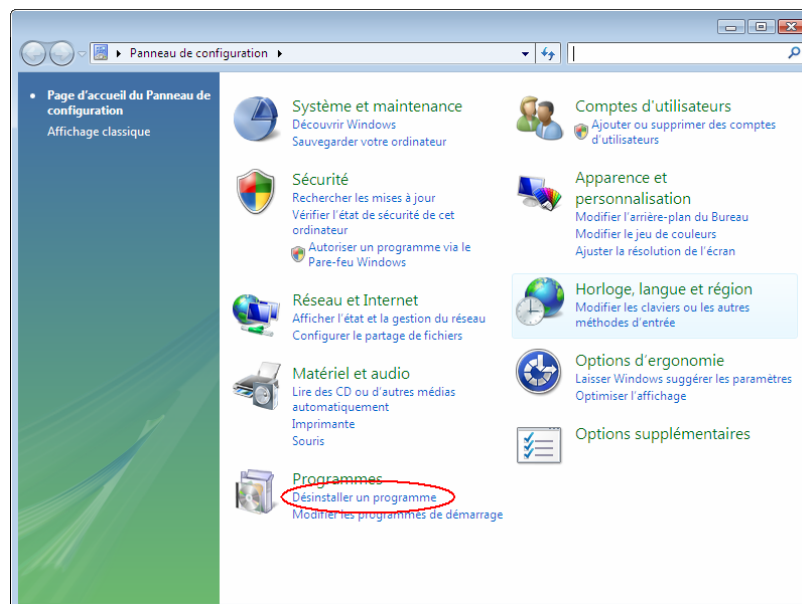 Panneau de configuration
Page d'accueil du Panneau de
configuration
Affichage classique
Système et maintenance
Découvrir Windows
Sauvegarder votre ordinateur
Sécurité
Rechercher les mises à jour
Vérifier l'état de sécurité de cet
ordinateur
Autoriser un programme via le
Pare-feu Windows
Réseau et Internet
Afficher l'état et la gestion du réseau
Configurer le partage de fichiers
Matériel et audio
Lire des CD ou d'autres médias
automatiquement
Imprimante
Souris
Programmes
Désinstaller un programme
Modifier les programmes de démarrage
Comptes d'utilisateurs
Ajouter ou supprimer des comptes
d'utilisateurs
Apparence et
personnalisation
Modifier l'arrière-plan du Bureau
Modifier le jeu de couleurs
Ajuster la résolution de l'écran
Horloge, langue et région
Modifier les claviers ou les autres
méthodes d'entrée
Options d'ergonomie
Laisser Windows suggérer les paramètres
Optimiser l'affichage
Options supplémentaires